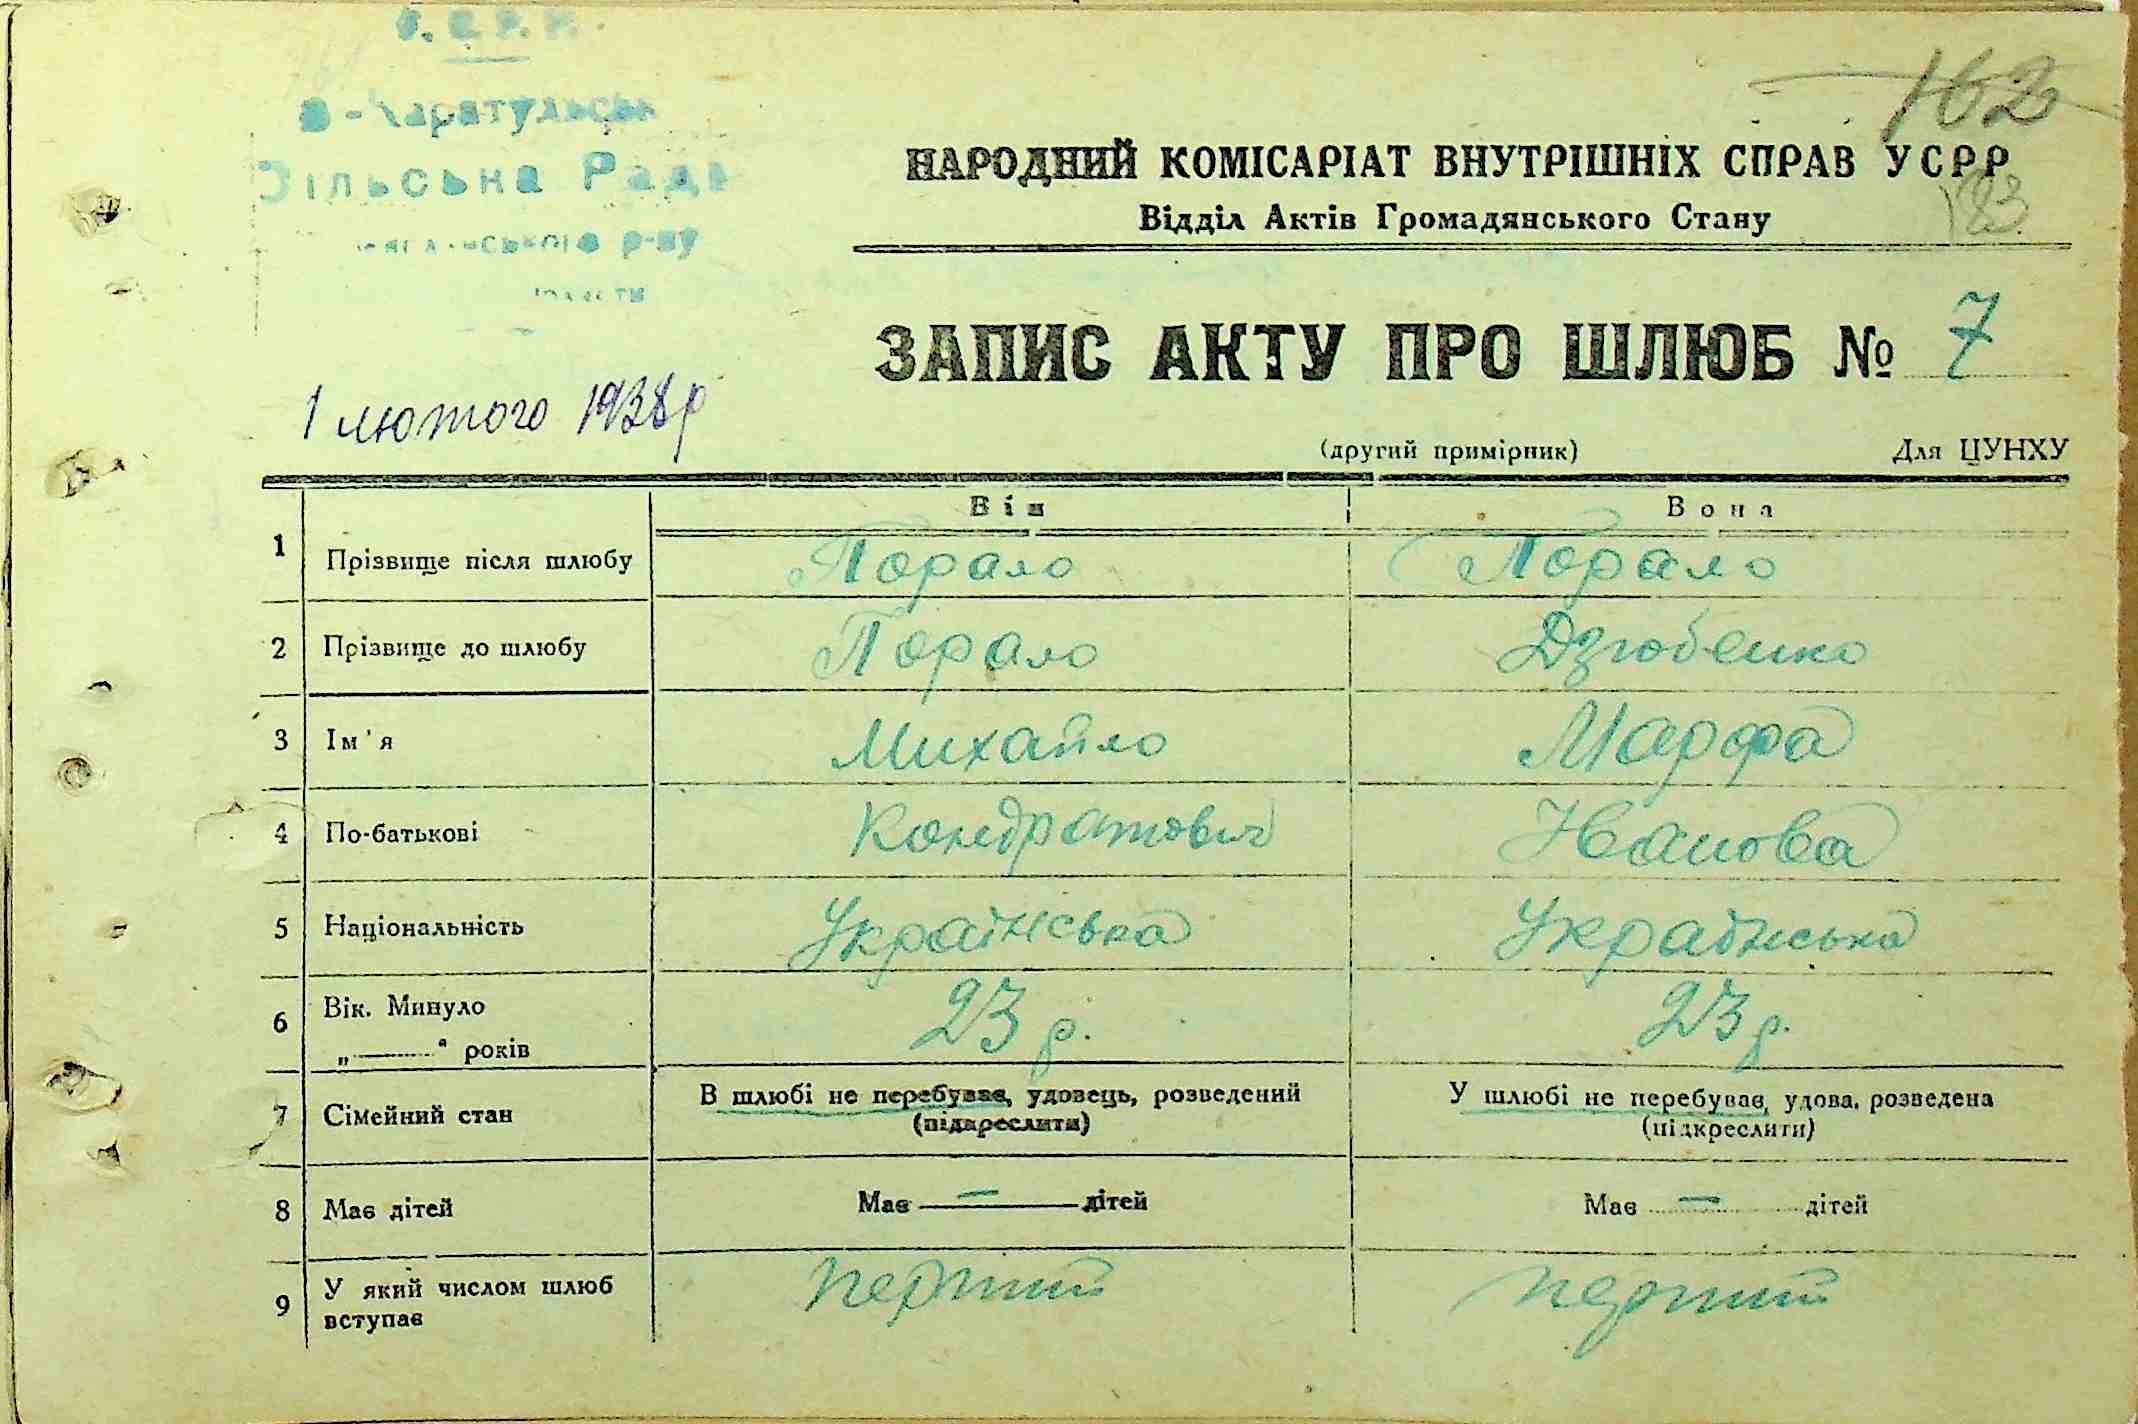 162
Сільська Рада
р-ну
НАРОДНИЙ КОМІСАРІАТ ВНУТРІШНІХ СПРАВ УСРР
Відділ Актів Громадянського Стану
183
ЗАПИС АКТУ ПРО ШЛЮБ № 7
1 лютого 1938 р
(другий примірник) Для ЦУНХУ
Він Вона
1 Прізвище після шлюбу Порало Порало
2 Прізвище до шлюбу Порало Дзюбенко
3 Ім'я Михайло Марфа
4 По-батькові Кондратович Іванова
5 Національність Українська Українська
6 Вік. Минуло 23 р. 23 р.
„———“ років
7 Сімейний стан В шлюбі не перебував, удовець, розведений У шлюбі не перебував, удова, розведена
(підкреслити) (підкреслити)
8 Має дітей Має — дітей Має — дітей
9 У який числом шлюб перший перший
вступає